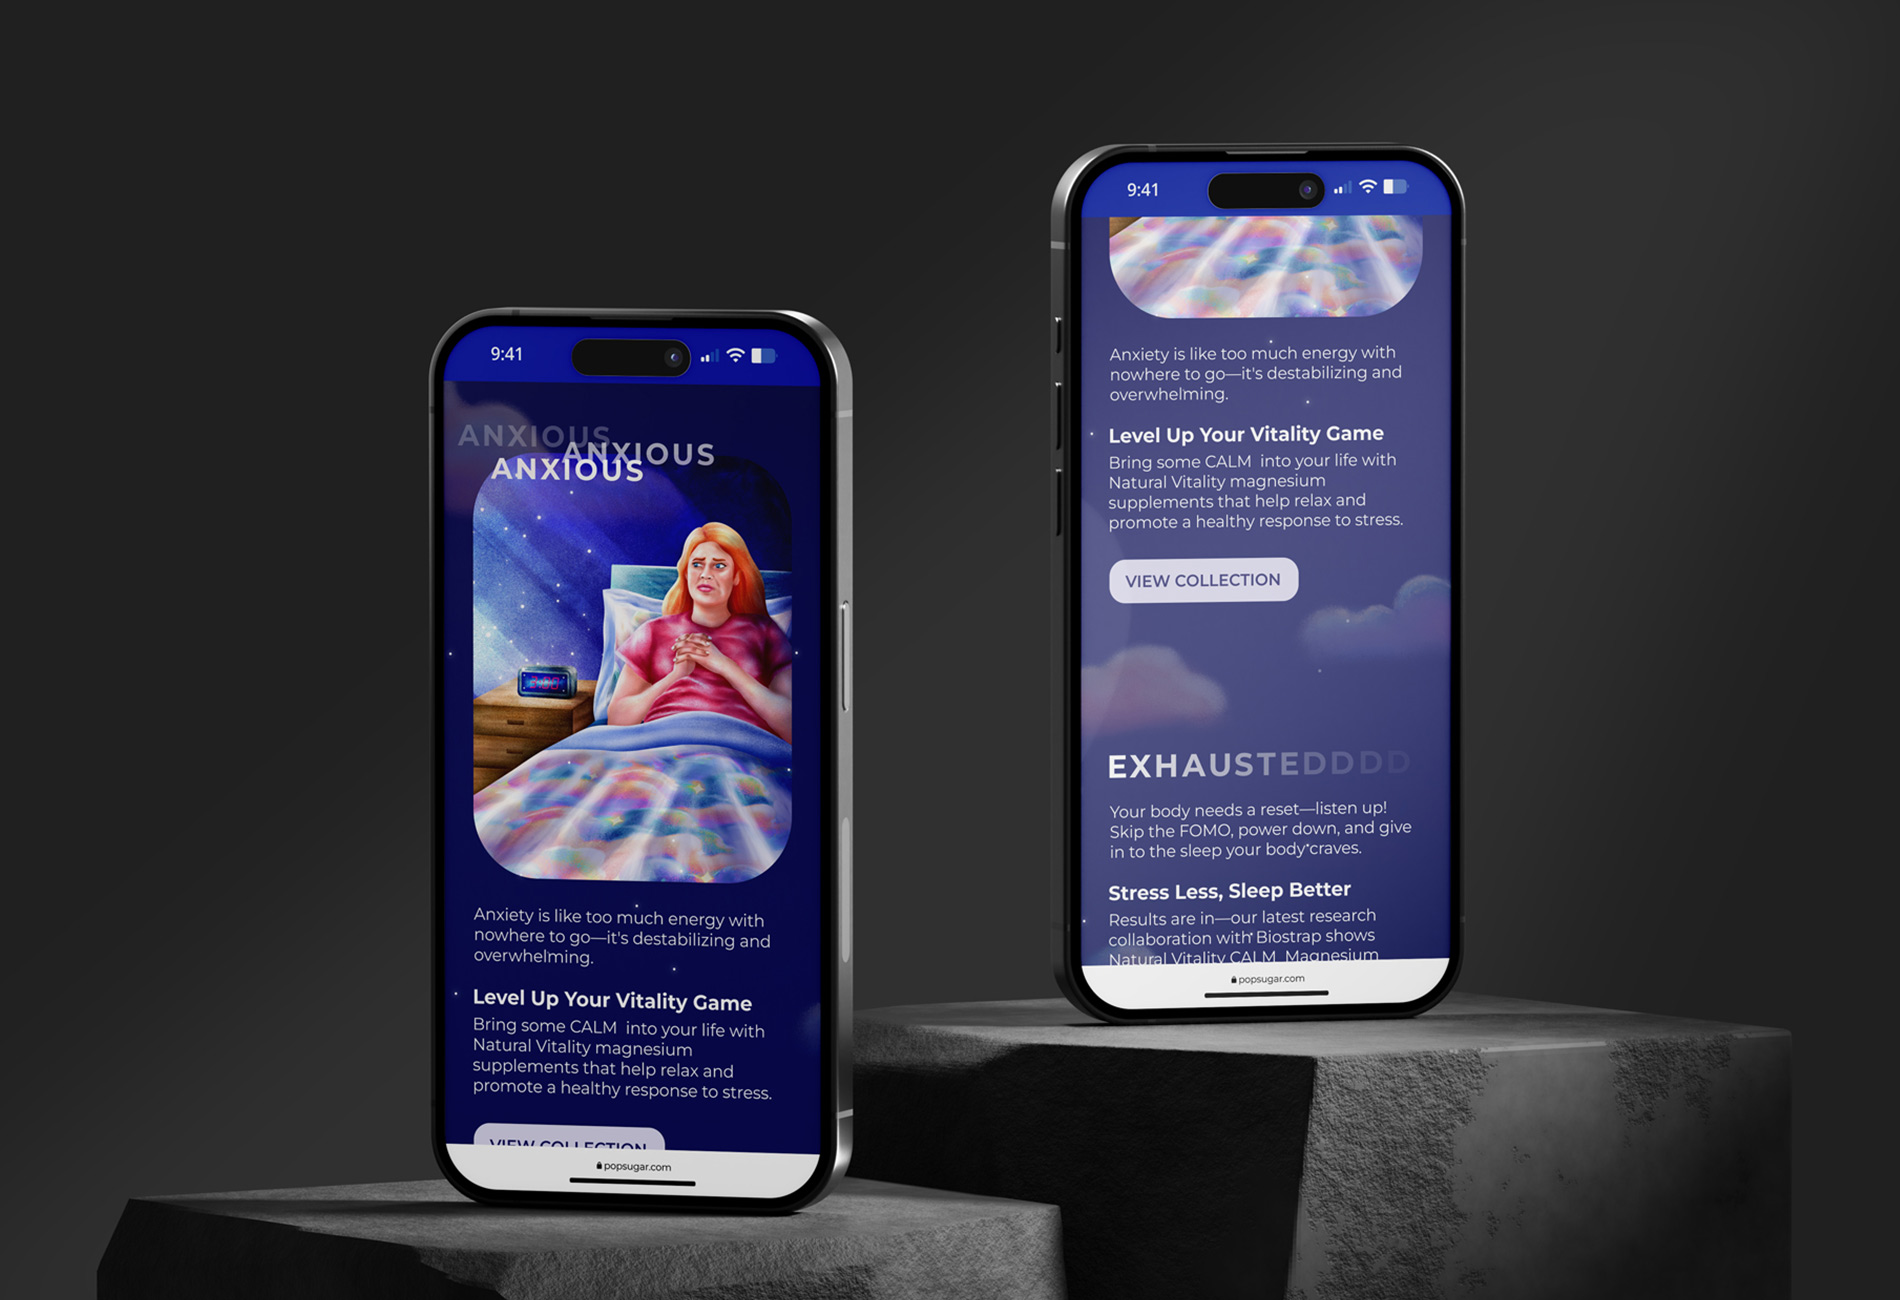 9:41
ANXIOUS
ANXIOUS
ANXIOUS
3:00
Anxiety is like too much energy with
nowhere to go—it's destabilizing and
overwhelming.
Level Up Your Vitality Game
Bring some CALM into your life with
Natural Vitality magnesium
supplements that help relax and
promote a healthy response to stress.
VIEW COLLECTION
popsugar.com
9:41
Anxiety is like too much energy with
nowhere to go—it's destabilizing and
overwhelming.
Level Up Your Vitality Game
Bring some CALM into your life with
Natural Vitality magnesium
supplements that help relax and
promote a healthy response to stress.
VIEW COLLECTION
EXHAUSTEDDDD
Your body needs a reset—listen up!
Skip the FOMO, power down, and give
in to the sleep your body craves.
Stress Less, Sleep Better
Results are in—our latest research
collaboration with Biostrap shows
Natural Vitality CALM Magnesium
popsugar.com